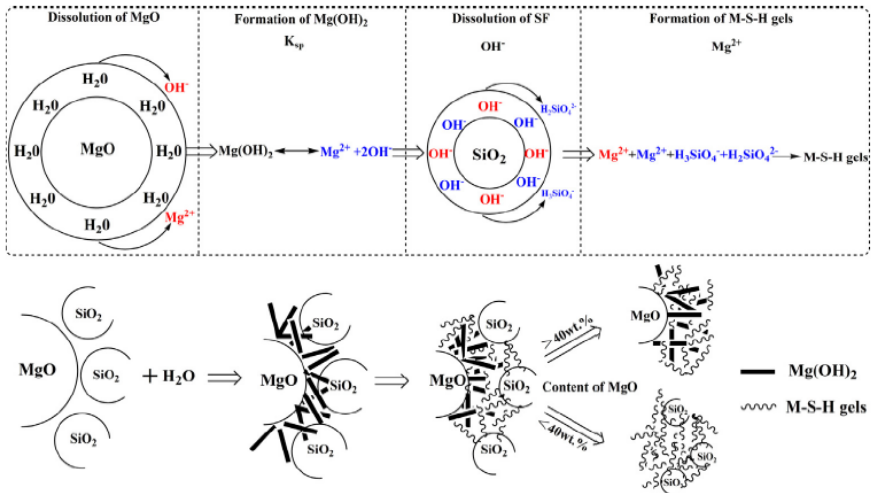 Dissolution of MgO
Formation of Mg(OH)₂
Dissolution of SF
Formation of M-S-H gels
Kₛₚ
OH⁻
Mg²⁺
H₂0
OH⁻
H₂0
H₂0
H₂0
H₂0
H₂0
H₂0
H₂0
MgO
Mg²⁺
Mg(OH)₂
Mg²⁺+2OH⁻
H₂SiO₄²⁻
OH⁻
OH⁻
OH⁻
OH⁻
OH⁻
OH⁻
OH⁻
OH⁻
SiO₂
H₃SiO₄⁻
Mg²⁺+Mg²⁺+H₃SiO₄⁻+H₂SiO₄²⁻
M-S-H gels
MgO
SiO₂
SiO₂
SiO₂
+H₂O
MgO
SiO₂
SiO₂
SiO₂
MgO
SiO₂
SiO₂
SiO₂
>40wt.%
Content of MgO
<40wt.%
MgO
SiO₂
SiO₂
SiO₂
Mg(OH)₂
M-S-H gels